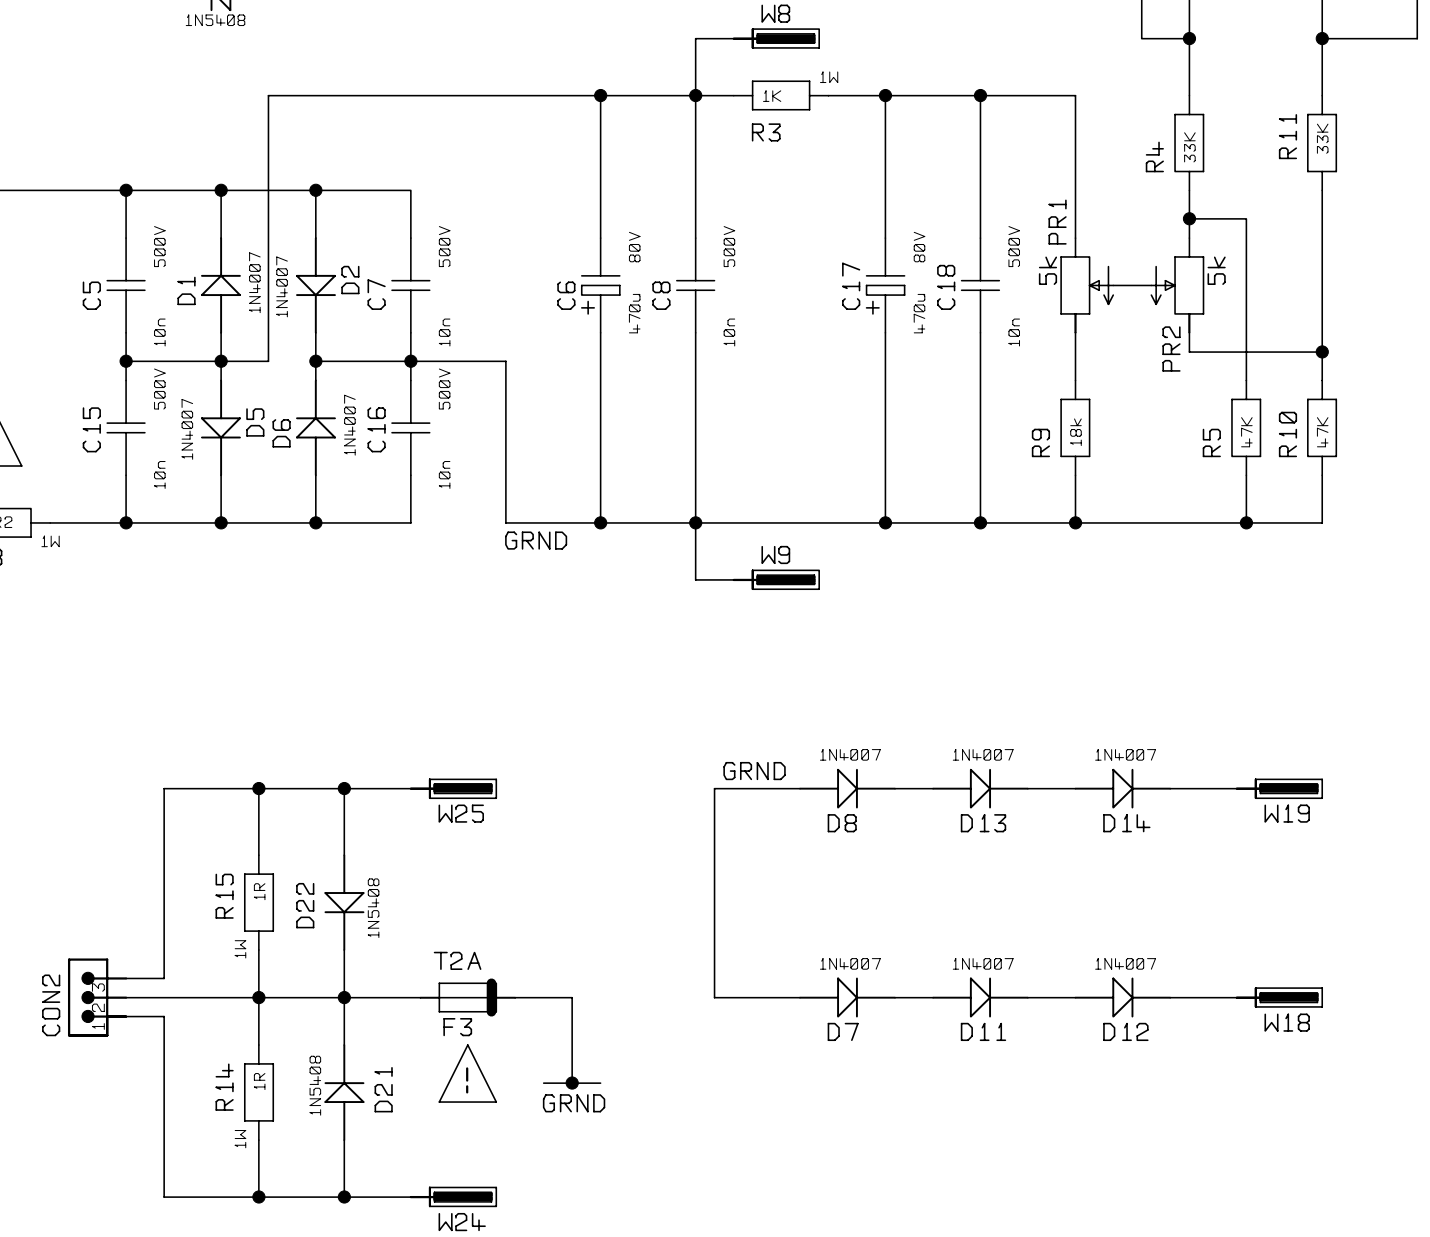 1N5408
W8
1W
1K
R3
R4
33K
R11
33K
500V
C5
10n
D1
1N4007
1N4007
D2
C7
500V
10n
C6
80V
470u
+
C8
500V
10n
C17
80V
470u
+
C18
500V
10n
PR1
5k
5k
PR2
C15
500V
10n
1N4007
D5
D6
1N4007
C16
500V
10n
R9
18k
R5
47K
R10
47K
R2
1W
GRND
W9
W25
R15
1R
1W
D22
1N5408
CON2
3
2
1
T2A
F3
!
R14
1R
1W
1N5408
D21
GRND
W24
GRND
1N4007
D8
1N4007
D13
1N4007
D14
W19
1N4007
D7
1N4007
D11
1N4007
D12
W18